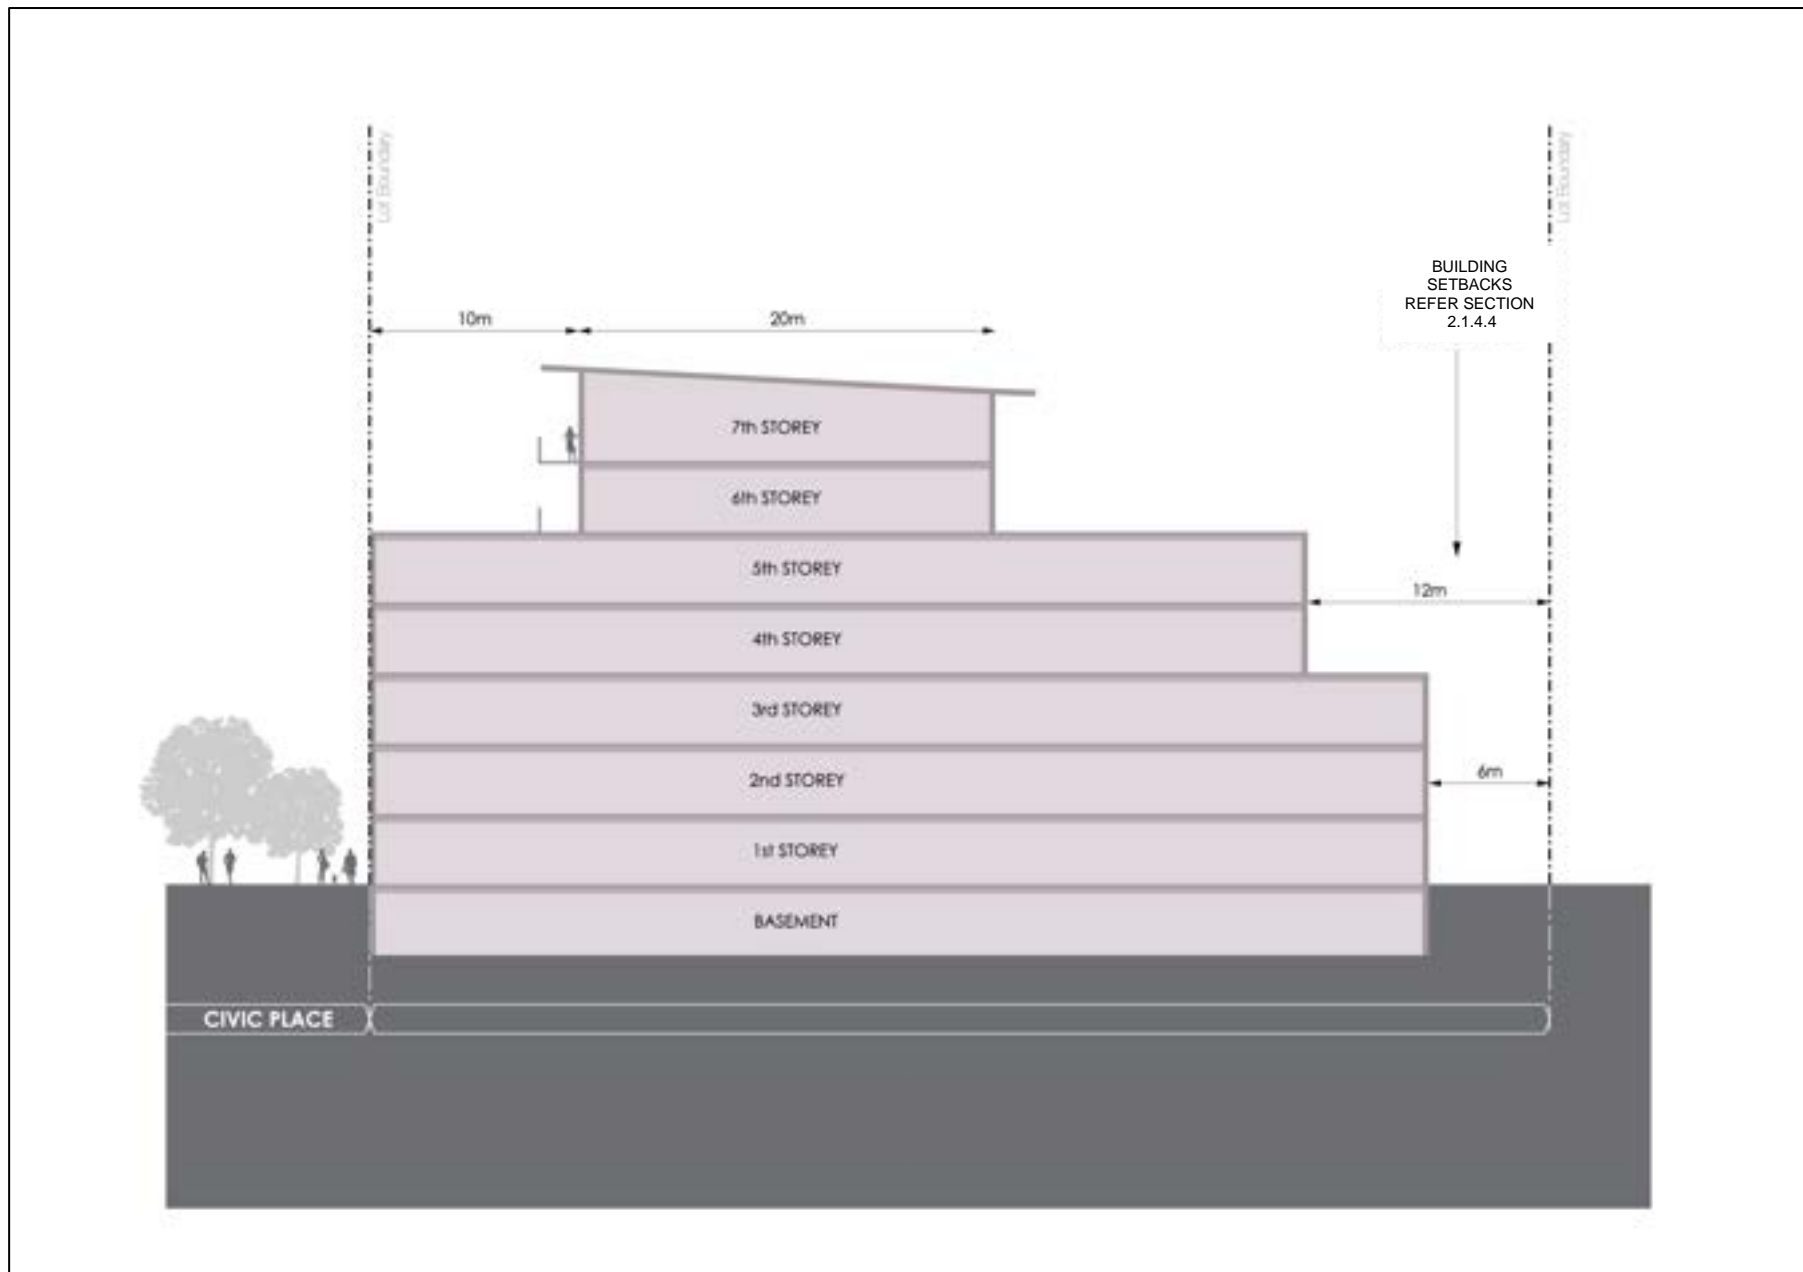 Lot Boundary
Lot Boundary
BUILDING
SETBACKS
REFER SECTION
2.1.4.4
10m
20m
7th STOREY
6th STOREY
5th STOREY
12m
4th STOREY
3rd STOREY
2nd STOREY
6m
1st STOREY
BASEMENT
CIVIC PLACE